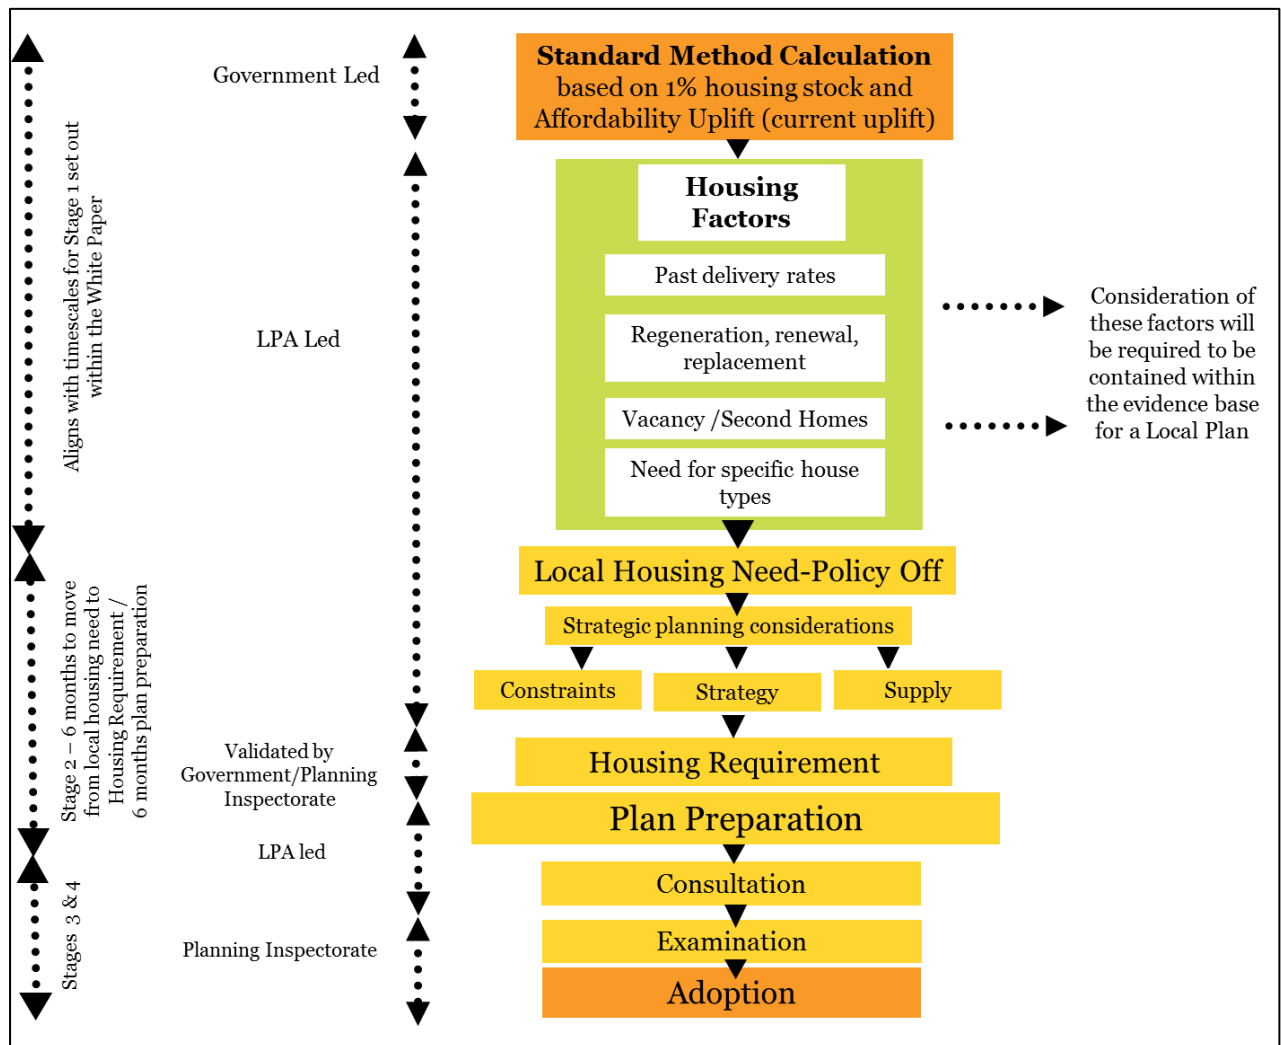 Aligns with timescales for Stage 1 set out
within the White Paper
Stage 2 – 6 months to move
from local housing need to
Housing Requirement /
6 months plan preparation
Stages 3 & 4
Government Led
LPA Led
Validated by
Government/Planning
Inspectorate
LPA led
Planning Inspectorate
Standard Method Calculation
based on 1% housing stock and
Affordability Uplift (current uplift)
Housing
Factors
Past delivery rates
Regeneration, renewal,
replacement
Vacancy /Second Homes
Need for specific house
types
Consideration of
these factors will
be required to be
contained within
the evidence base
for a Local Plan
Local Housing Need-Policy Off
Strategic planning considerations
Constraints
Strategy
Supply
Housing Requirement
Plan Preparation
Consultation
Examination
Adoption